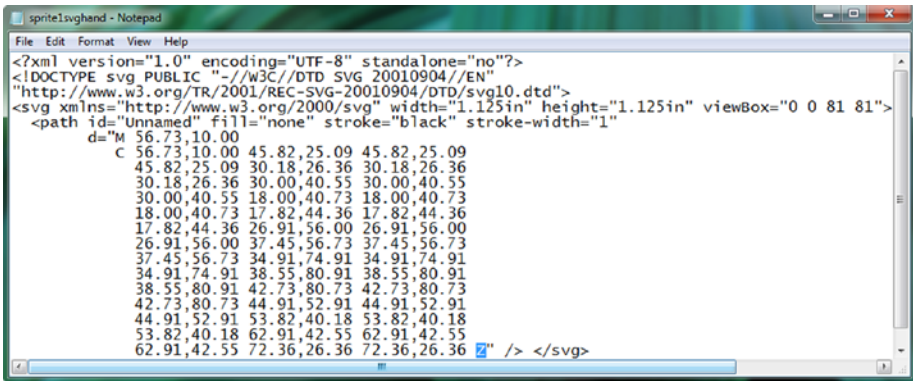 sprite1svghand - Notepad
File Edit Format View Help
<?xml version="1.0" encoding="UTF-8" standalone="no"?>
<!DOCTYPE svg PUBLIC "-//W3C//DTD SVG 20010904//EN"
"http://www.w3.org/TR/2001/REC-SVG-20010904/DTD/svg10.dtd">
<svg xmlns="http://www.w3.org/2000/svg" width="1.125in" height="1.125in" viewBox="0 0 81 81">
<path id="Unnamed" fill="none" stroke="black" stroke-width="1"
d="M 56.73,10.00
C 56.73,10.00 45.82,25.09 45.82,25.09
45.82,25.09 30.18,26.36 30.18,26.36
30.18,26.36 30.00,40.55 30.00,40.55
30.00,40.55 18.00,40.73 18.00,40.73
18.00,40.73 17.82,44.36 17.82,44.36
17.82,44.36 26.91,56.00 26.91,56.00
26.91,56.00 37.45,56.73 37.45,56.73
37.45,56.73 34.91,74.91 34.91,74.91
34.91,74.91 38.55,80.91 38.55,80.91
38.55,80.91 42.73,80.73 42.73,80.73
42.73,80.73 44.91,52.91 44.91,52.91
44.91,52.91 53.82,40.18 53.82,40.18
53.82,40.18 62.91,42.55 62.91,42.55
62.91,42.55 72.36,26.36 72.36,26.36 Z" /> </svg>